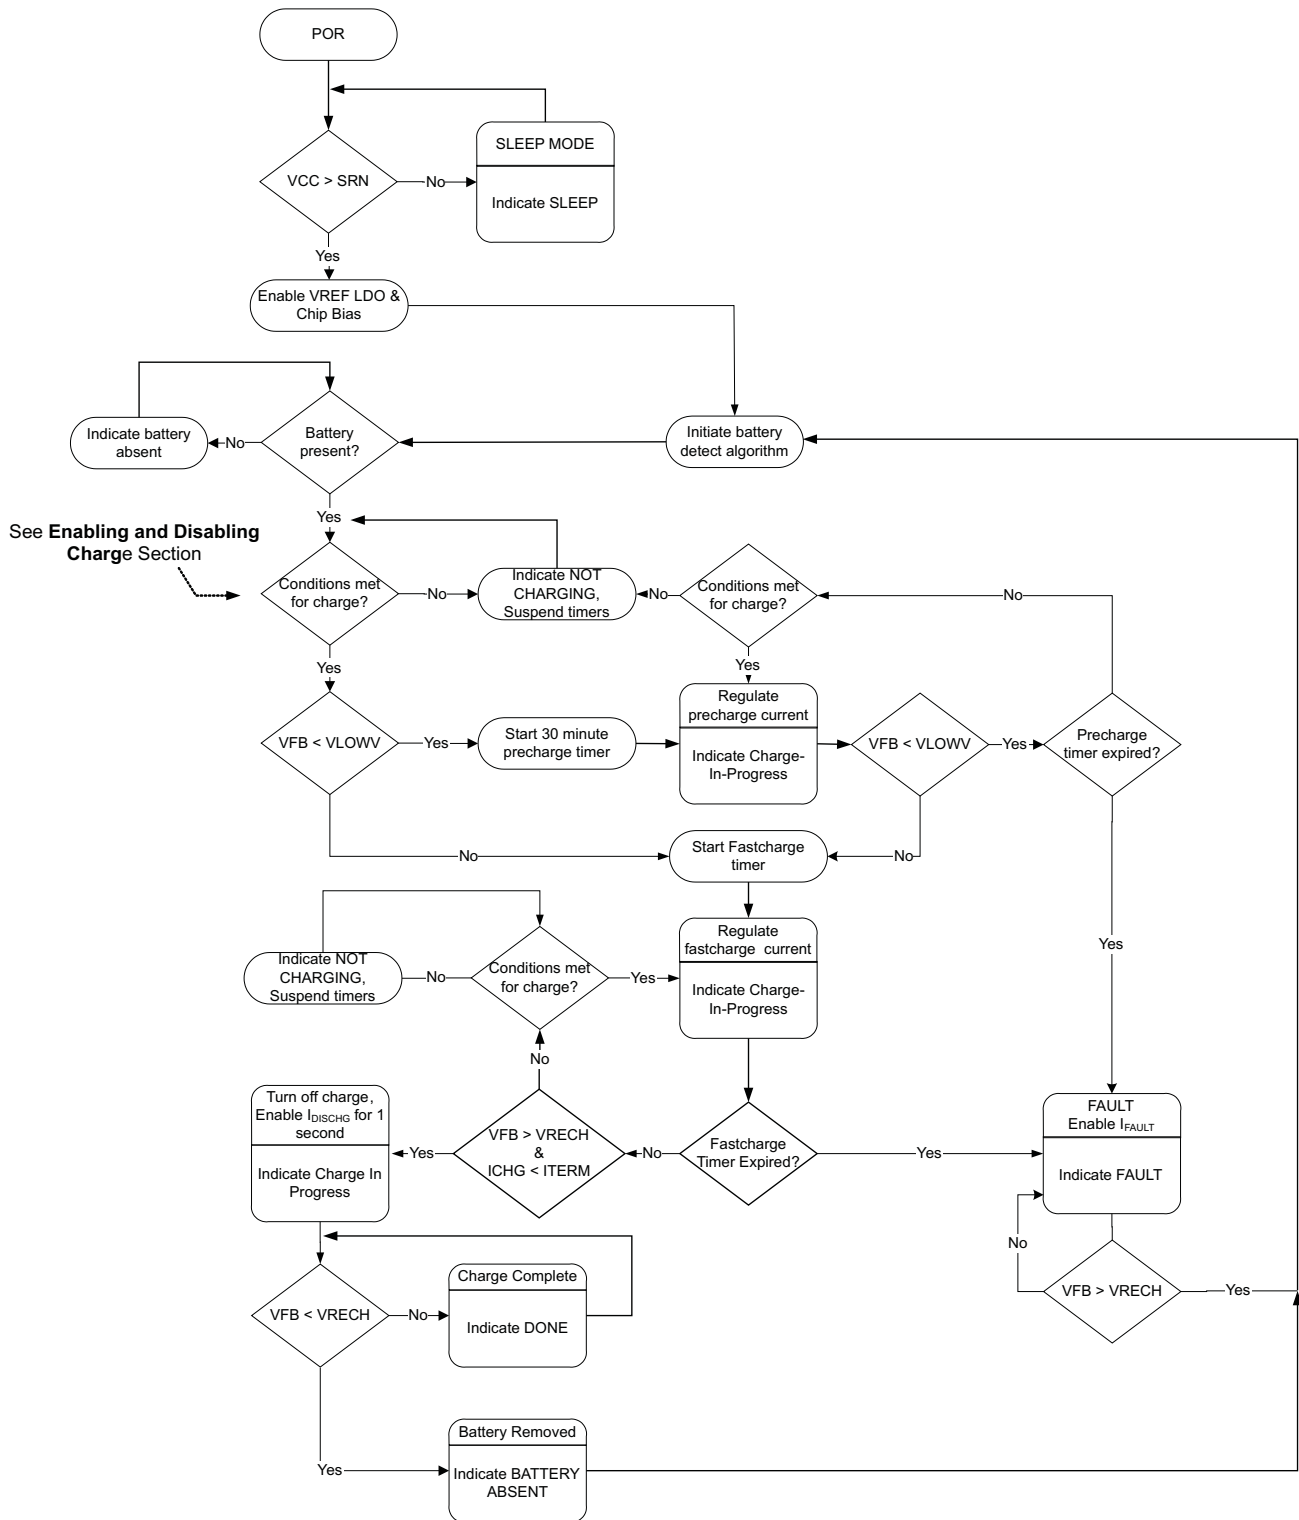 POR
SLEEP MODE
VCC > SRN
No
Indicate SLEEP
Yes
Enable VREF LDO &
Chip Bias
Indicate battery
absent
No
Battery
present?
Initiate battery
detect algorithm
Yes
See Enabling and Disabling
Charge Section
Conditions met
for charge?
No
Indicate NOT
CHARGING,
Suspend timers
No
Conditions met
for charge?
No
Yes
Yes
VFB < VLOWV
Yes
Start 30 minute
precharge timer
Regulate
precharge current
Indicate Charge-
In-Progress
VFB < VLOWV
Yes
Precharge
timer expired?
No
Start Fastcharge
timer
No
Yes
Indicate NOT
CHARGING,
Suspend timers
No
Conditions met
for charge?
Yes
Regulate
fastcharge current
Indicate Charge-
In-Progress
No
Turn off charge,
Enable IDISCHG for 1
second
Indicate Charge In
Progress
Yes
VFB > VRECH
&
ICHG < ITERM
No
Fastcharge
Timer Expired?
Yes
FAULT
Enable IFAULT
Indicate FAULT
No
VFB > VRECH
Yes
VFB < VRECH
No
Charge Complete
Indicate DONE
Yes
Battery Removed
Indicate BATTERY
ABSENT